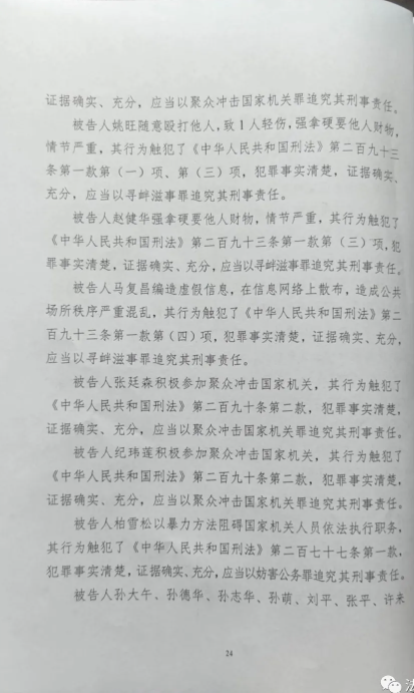 证据确实、充分，应当以聚众冲击国家机关罪追究其刑事责任。
被告人姚旺随意殴打他人，致1人轻伤，强拿硬要他人财物，
情节严重，其行为触犯了《中华人民共和国刑法》第二百九十三
条第一款第（一）项、第（三）项，犯罪事实清楚，证据确实、
充分，应当以寻衅滋事罪追究其刑事责任。
被告人赵健华强拿硬要他人财物，情节严重，其行为触犯了
《中华人民共和国刑法》第二百九十三条第一款第（三）项，犯
罪事实清楚，证据确实、充分，应当以寻衅滋事罪追究其刑事责任。
被告人马复昌编造虚假信息，在信息网络上散布，造成公共
场所秩序严重混乱，其行为触犯了《中华人民共和国刑法》第二
百九十三条第一款第（四）项，犯罪事实清楚，证据确实、充分，
应当以寻衅滋事罪追究其刑事责任。
被告人张廷森积极参加聚众冲击国家机关，其行为触犯了
《中华人民共和国刑法》第二百九十条第二款，犯罪事实清楚，
证据确实、充分，应当以聚众冲击国家机关罪追究其刑事责任。
被告人纪玮莲积极参加聚众冲击国家机关，其行为触犯了
《中华人民共和国刑法》第二百九十条第二款，犯罪事实清楚，
证据确实、充分，应当以聚众冲击国家机关罪追究其刑事责任。
被告人柏雪松以暴力方法阻碍国家机关人员依法执行职务，
其行为触犯了《中华人民共和国刑法》第二百七十七条第一款，
犯罪事实清楚，证据确实、充分，应当以妨害公务罪追究其刑事责任。
被告人孙大午、孙德华、孙志华、孙萌、刘平、张平、许来
24